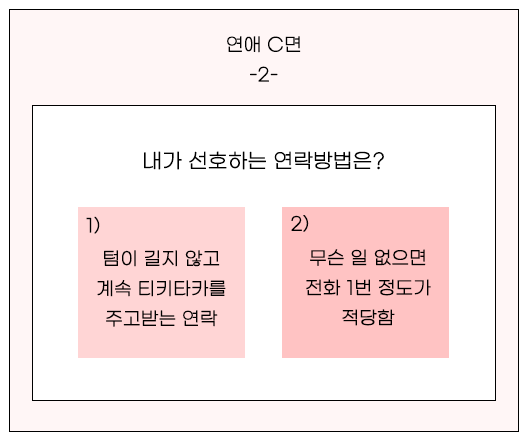 연애 C면
-2-
내가 선호하는 연락방법은?
1)
텀이 길지 않고
계속 티키타카를
주고받는 연락
2)
무슨 일 없으면
전화 1번 정도가
적당함